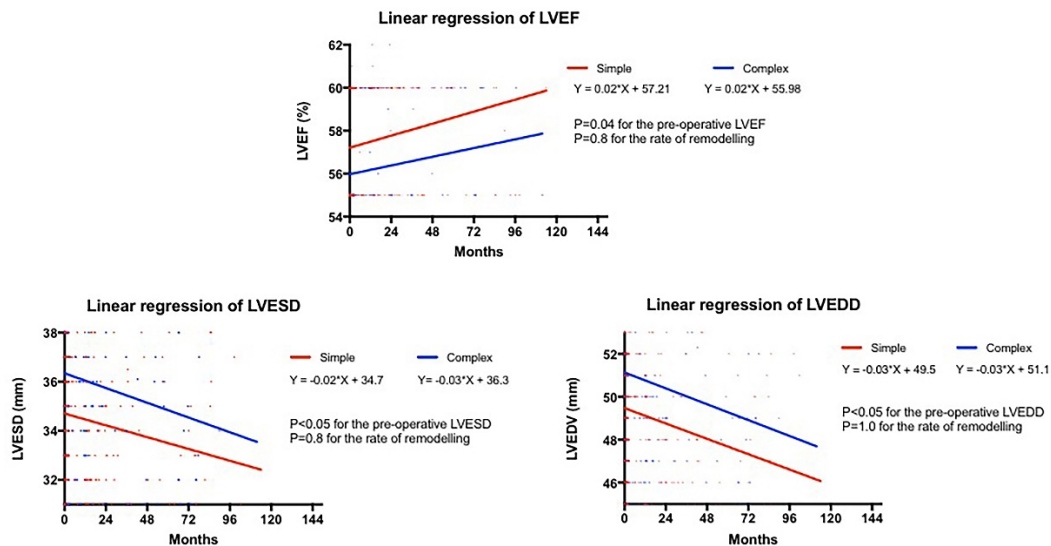 Linear regression of LVEF
62
60
58
56
54
LVEF (%)
0 24 48 72 96 120 144
Months
Simple Complex
Y = 0.02*X + 57.21 Y = 0.02*X + 55.98
P=0.04 for the pre-operative LVEF
P=0.8 for the rate of remodelling
Linear regression of LVESD
38
36
34
32
LVESD (mm)
0 24 48 72 96 120 144
Months
Simple Complex
Y = -0.02*X + 34.7 Y= -0.03*X + 36.3
P<0.05 for the pre-operative LVESD
P=0.8 for the rate of remodelling
Linear regression of LVEDD
52
50
48
46
LVEDV (mm)
0 24 48 72 96 120 144
Months
Simple Complex
Y = -0.03*X + 49.5 Y = -0.03*X + 51.1
P<0.05 for the pre-operative LVEDD
P=1.0 for the rate of remodelling